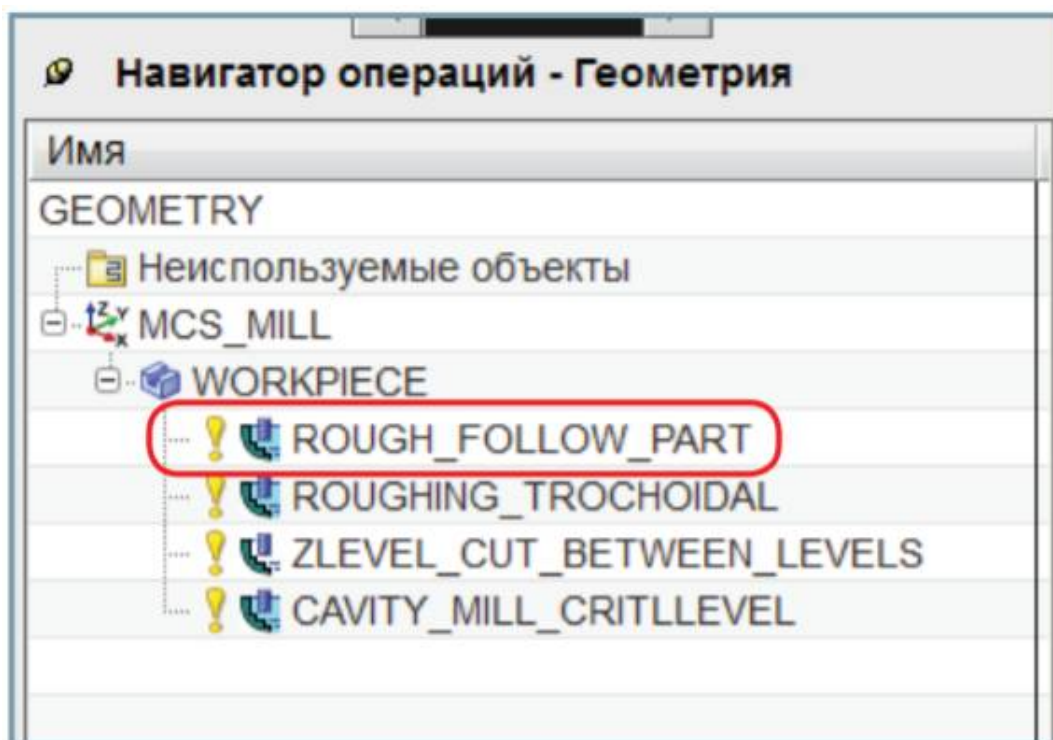 Навигатор операций - Геометрия
Имя
GEOMETRY
Неиспользуемые объекты
MCS_MILL
WORKPIECE
ROUGH_FOLLOW_PART
ROUGHING_TROCHOIDAL
ZLEVEL_CUT_BETWEEN_LEVELS
CAVITY_MILL_CRITLLEVEL